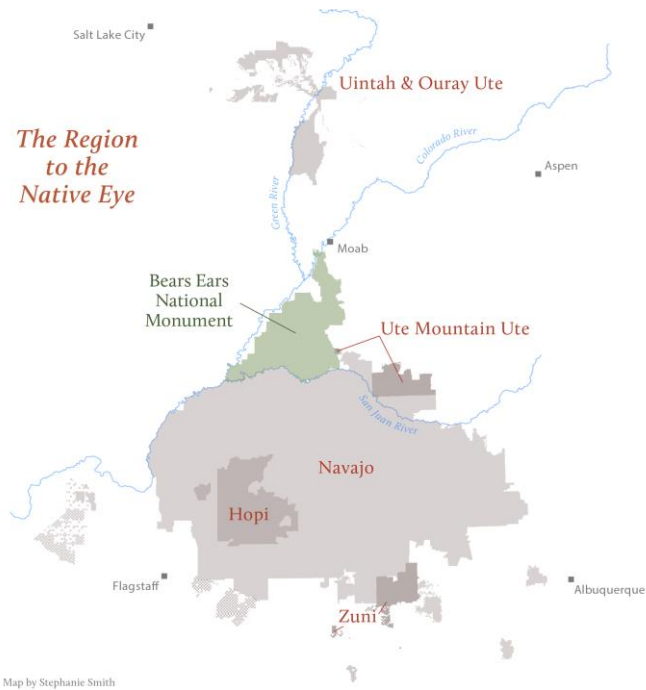 Salt Lake City
Uintah & Ouray Ute
The Region
to the
Native Eye
Colorado River
Aspen
Green River
Moab
Bears Ears
National
Monument
Ute Mountain Ute
San Juan River
Navajo
Hopi
Flagstaff
Albuquerque
Zuni
Map by Stephanie Smith